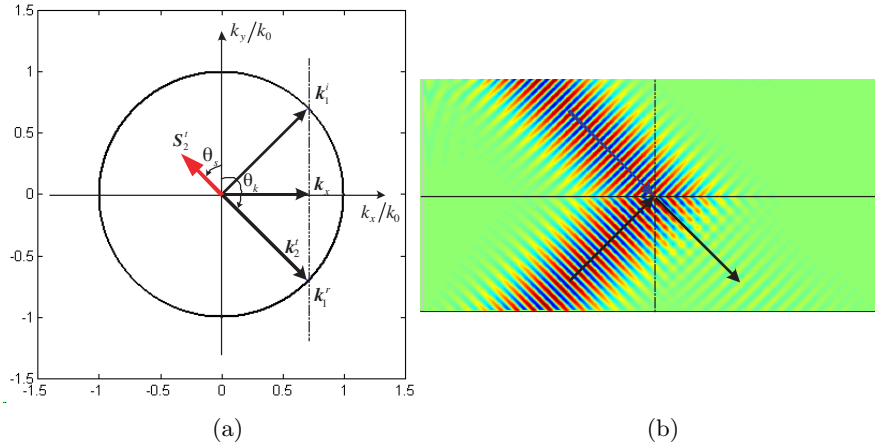 1.5
k_y/k_0
1
k_1^i
0.5
S_2^t
θ_s
θ_k
0
k_x
k_x/k_0
-0.5
k_2^t
k_1^r
-1
-1.5
-1.5 -1 -0.5 0 0.5 1 1.5
(a) (b)